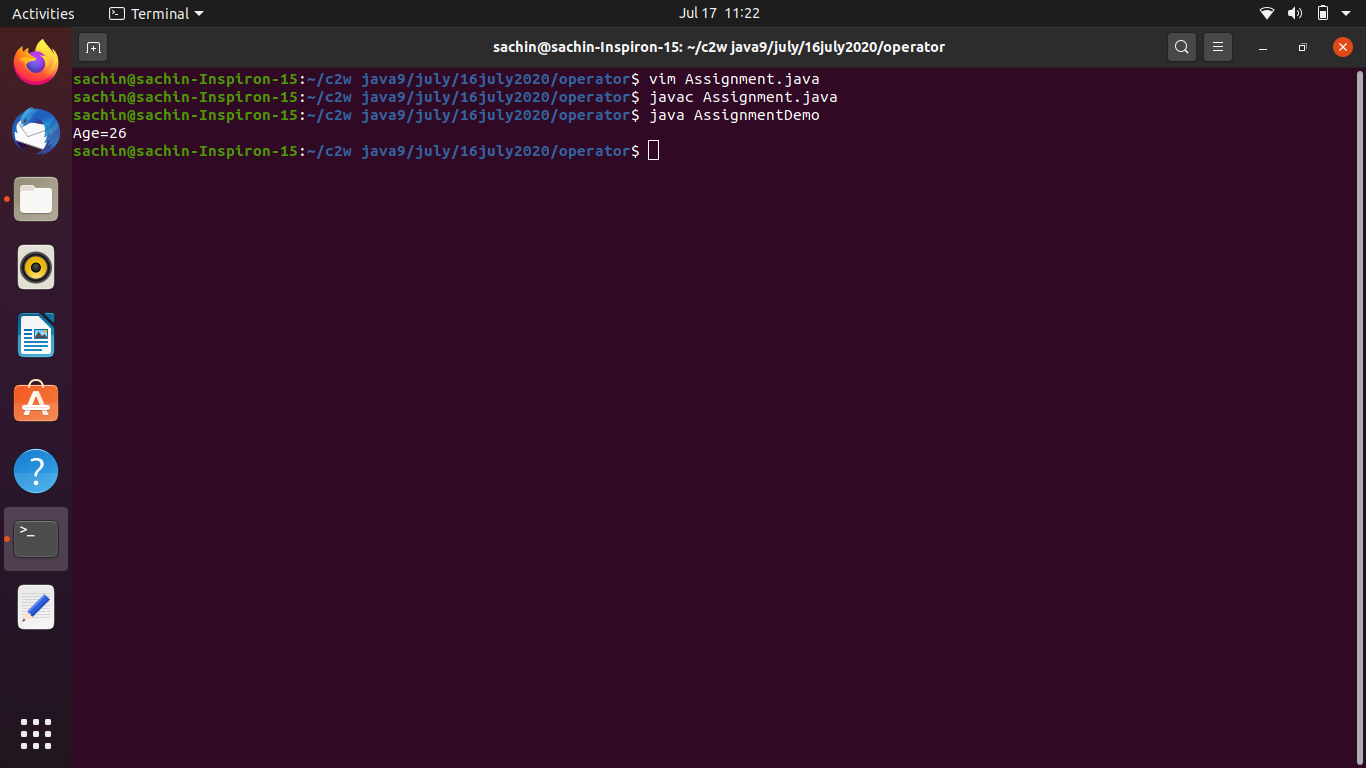 Activities
Terminal
Jul 17 11:22
sachin@sachin-Inspiron-15: ~/c2w java9/july/16july2020/operator
sachin@sachin-Inspiron-15:~/c2w java9/july/16july2020/operator$ vim Assignment.java
sachin@sachin-Inspiron-15:~/c2w java9/july/16july2020/operator$ javac Assignment.java
sachin@sachin-Inspiron-15:~/c2w java9/july/16july2020/operator$ java AssignmentDemo
Age=26
sachin@sachin-Inspiron-15:~/c2w java9/july/16july2020/operator$